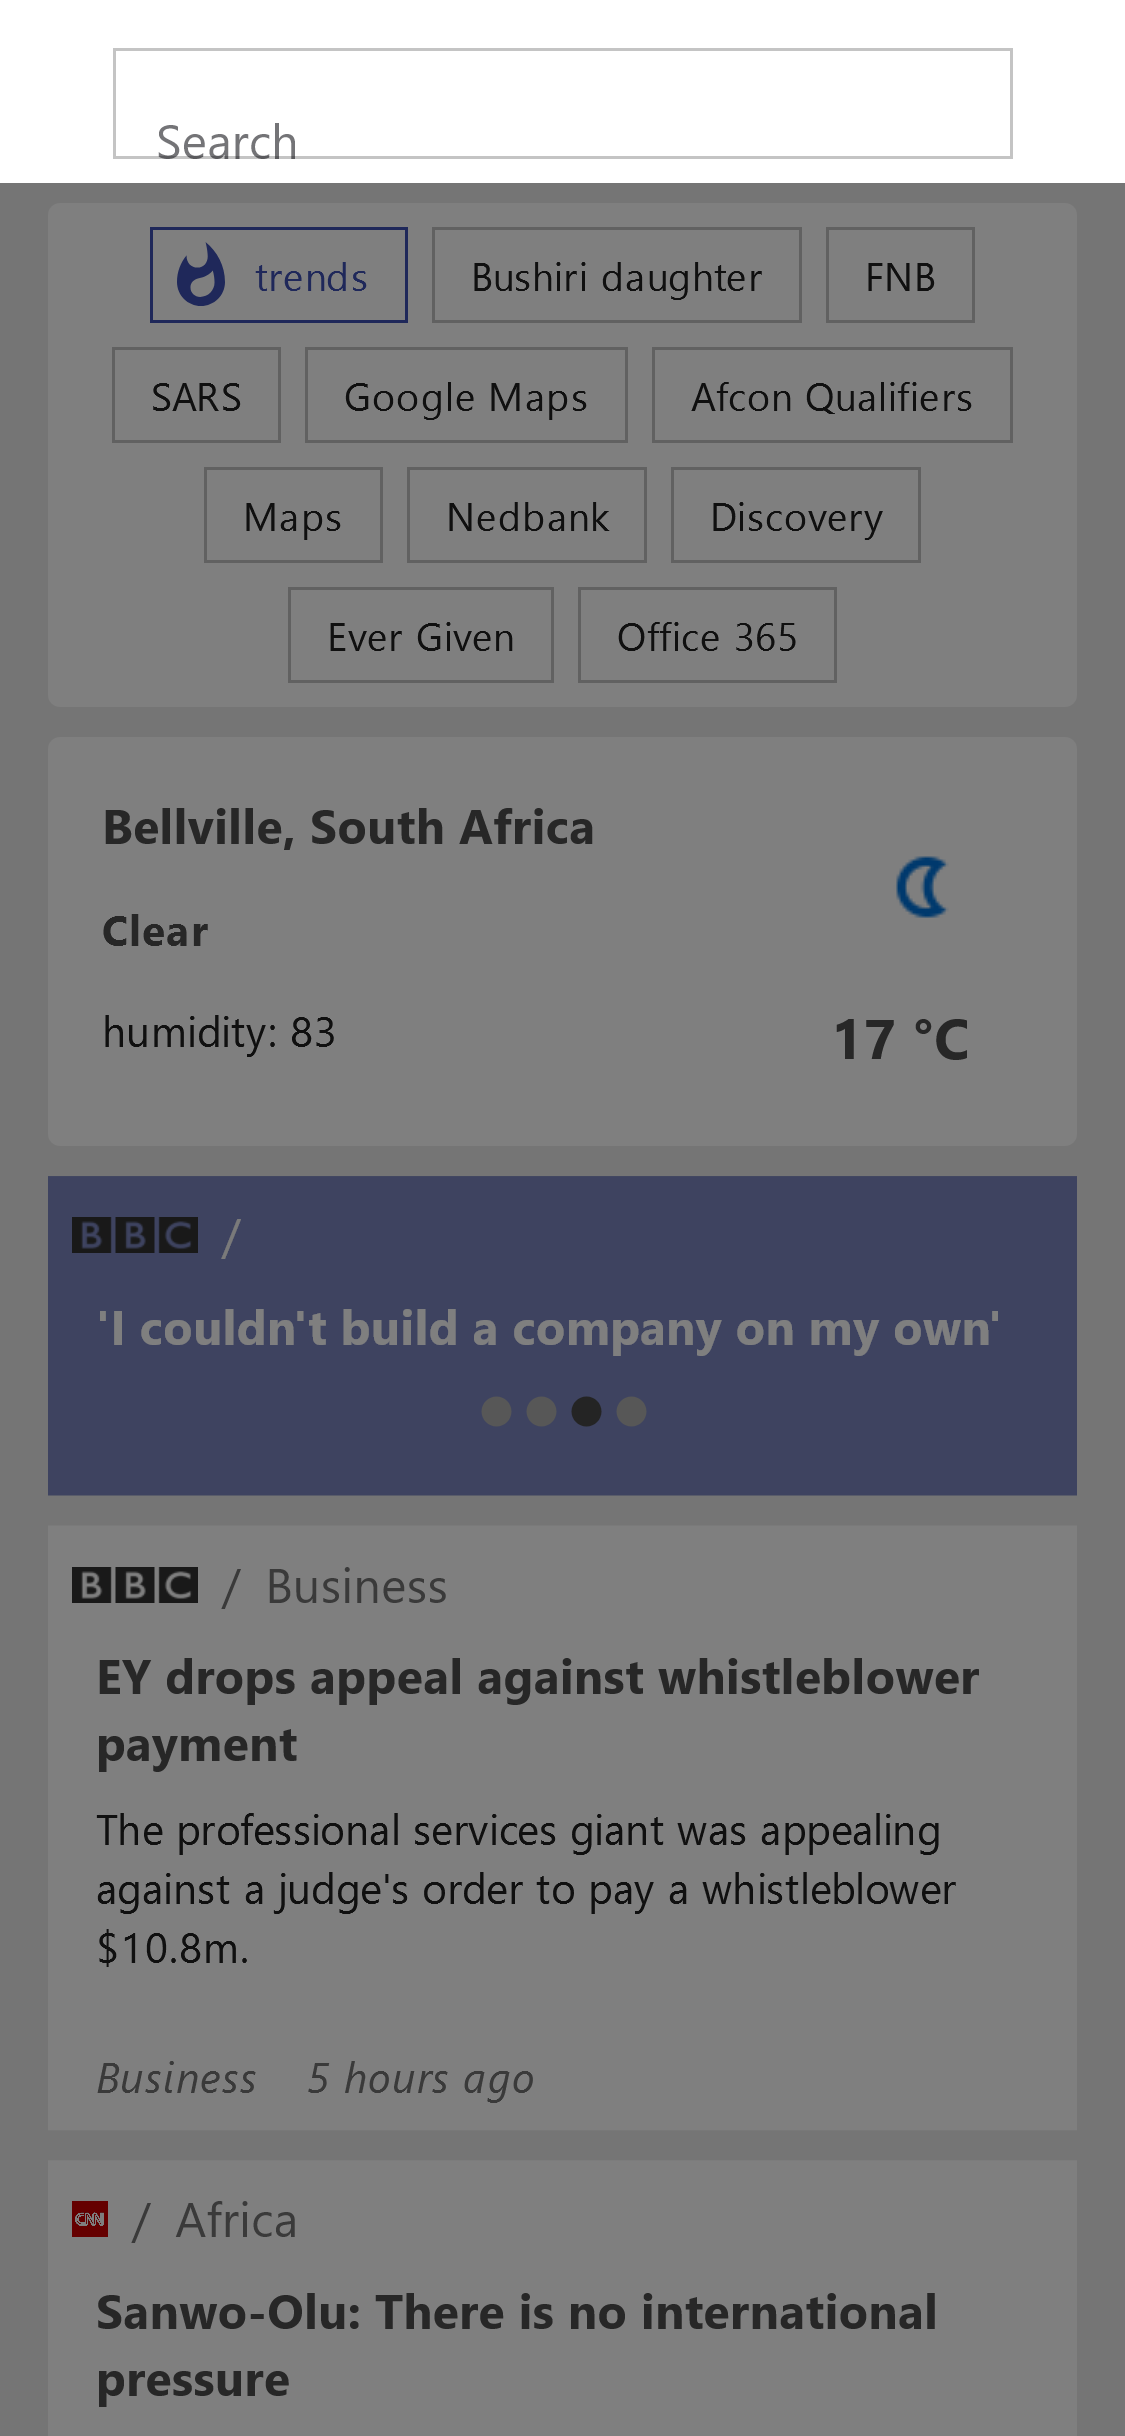 Search
trends Bushiri daughter FNB
SARS Google Maps Afcon Qualifiers
Maps Nedbank Discovery
Ever Given Office 365
Bellville, South Africa
Clear
humidity: 83
17 °C
BBC /
'I couldn't build a company on my own'
BBC / Business
EY drops appeal against whistleblower
payment
The professional services giant was appealing
against a judge's order to pay a whistleblower
$10.8m.
Business 5 hours ago
CNN / Africa
Sanwo-Olu: There is no international
pressure